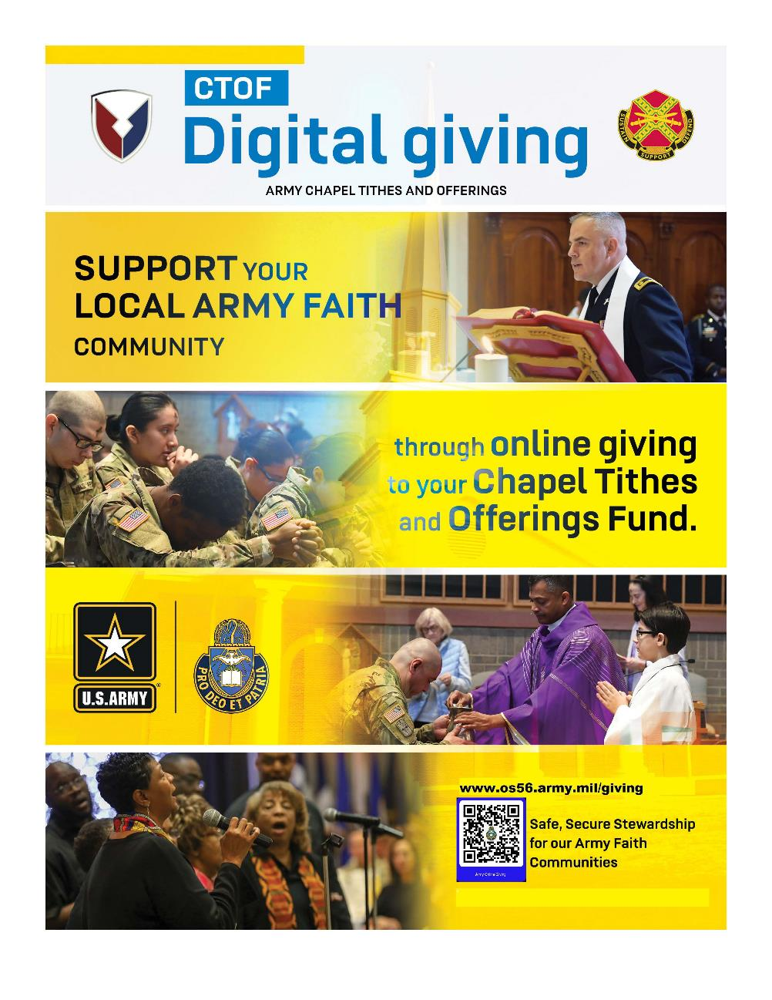 CTOF
Digital giving
ARMY CHAPEL TITHES AND OFFERINGS
SUSTAIN
SUPPORT
DEFEND
SUPPORT YOUR
LOCAL ARMY FAITH
COMMUNITY
through online giving
to your Chapel Tithes
and Offerings Fund.
U.S.ARMY
PRO DEO ET PATRIA
www.os56.army.mil/giving
Safe, Secure Stewardship
for our Army Faith
Communities
Army Online Giving